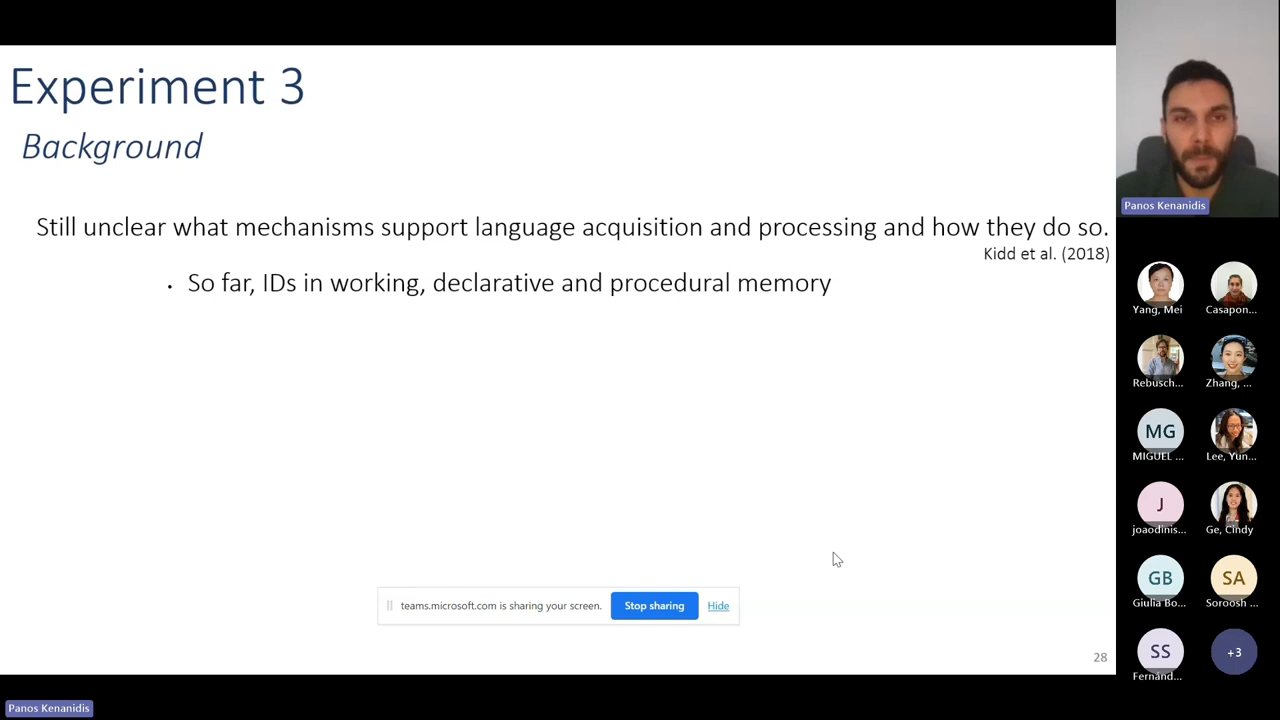 Experiment 3
Background
Still unclear what mechanisms support language acquisition and processing and how they do so.
Kidd et al. (2018)
• So far, IDs in working, declarative and procedural memory
teams.microsoft.com is sharing your screen.
Stop sharing
Hide
28
Panos Kenanidis
Panos Kenanidis
Yang, Mei
Casapon...
Rebusch...
Zhang, ...
MG
MIGUEL ...
Lee, Yun...
J
joaodinis...
Ge, Cindy
GB
Giulia Bo...
SA
Soroosh ...
SS
Fernánd...
+3